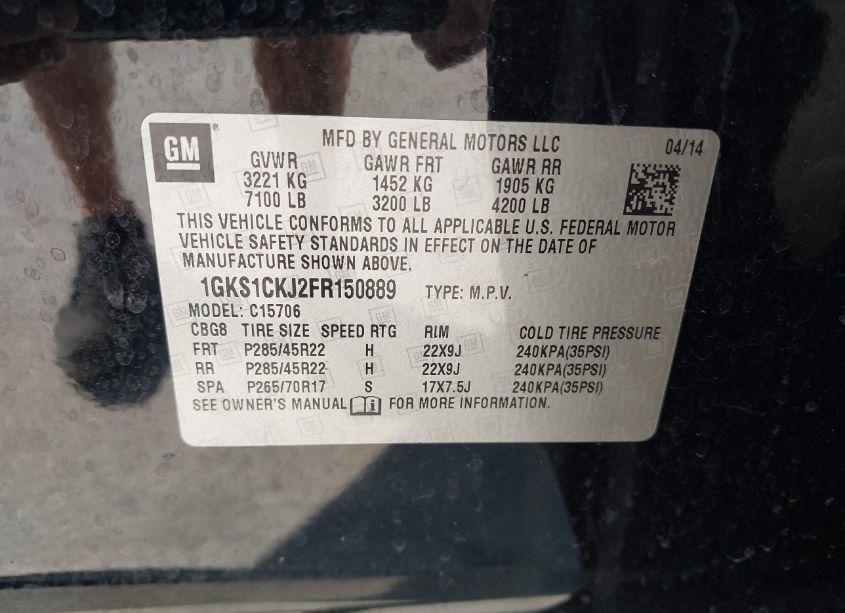 GM
MFD BY GENERAL MOTORS LLC 04/14
GVWR GAWR FRT GAWR RR
3221 KG 1452 KG 1905 KG
7100 LB 3200 LB 4200 LB
THIS VEHICLE CONFORMS TO ALL APPLICABLE U.S. FEDERAL MOTOR
VEHICLE SAFETY STANDARDS IN EFFECT ON THE DATE OF
MANUFACTURE SHOWN ABOVE.
1GKS1CKJ2FR150889 TYPE: M.P.V.
MODEL: C15706
CBG8 TIRE SIZE SPEED RTG RIM COLD TIRE PRESSURE
FRT P285/45R22 H 22X9J 240KPA(35PSI)
RR P285/45R22 H 22X9J 240KPA(35PSI)
SPA P265/70R17 S 17X7.5J 240KPA(35PSI)
SEE OWNER'S MANUAL FOR MORE INFORMATION.